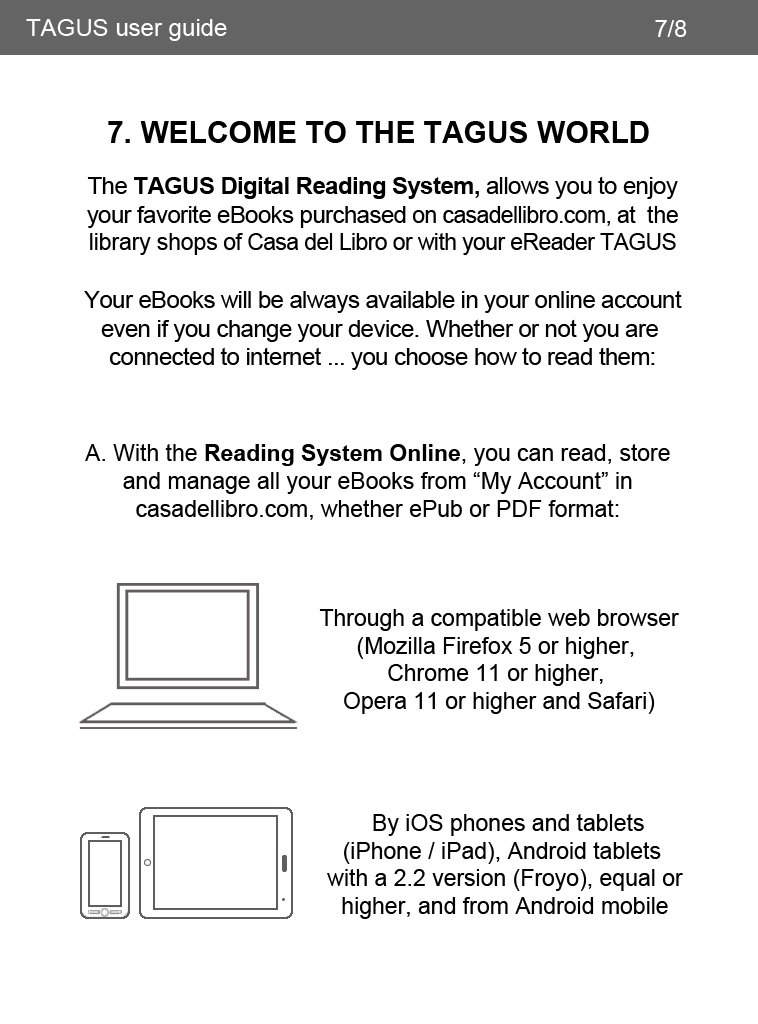 TAGUS user guide 7/8
7. WELCOME TO THE TAGUS WORLD
The TAGUS Digital Reading System, allows you to enjoy
your favorite eBooks purchased on casadellibro.com, at  the
library shops of Casa del Libro or with your eReader TAGUS
Your eBooks will be always available in your online account
even if you change your device. Whether or not you are
connected to internet ... you choose how to read them:
A. With the Reading System Online, you can read, store
and manage all your eBooks from “My Account” in
casadellibro.com, whether ePub or PDF format:
Through a compatible web browser
(Mozilla Firefox 5 or higher,
Chrome 11 or higher,
Opera 11 or higher and Safari)
By iOS phones and tablets
(iPhone / iPad), Android tablets
with a 2.2 version (Froyo), equal or
higher, and from Android mobile